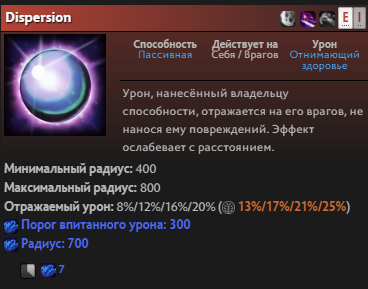 Dispersion
E I
Способность
Пассивная
Действует на
Себя / Врагов
Урон
Отнимающий
здоровье
Урон, нанесённый владельцу
способности, отражается на его врагов, не
нанося ему повреждений. Эффект
ослабевает с расстоянием.
Минимальный радиус: 400
Максимальный радиус: 800
Отражаемый урон: 8%/12%/16%/20% ( 13%/17%/21%/25%)
Порог впитанного урона: 300
Радиус: 700
7